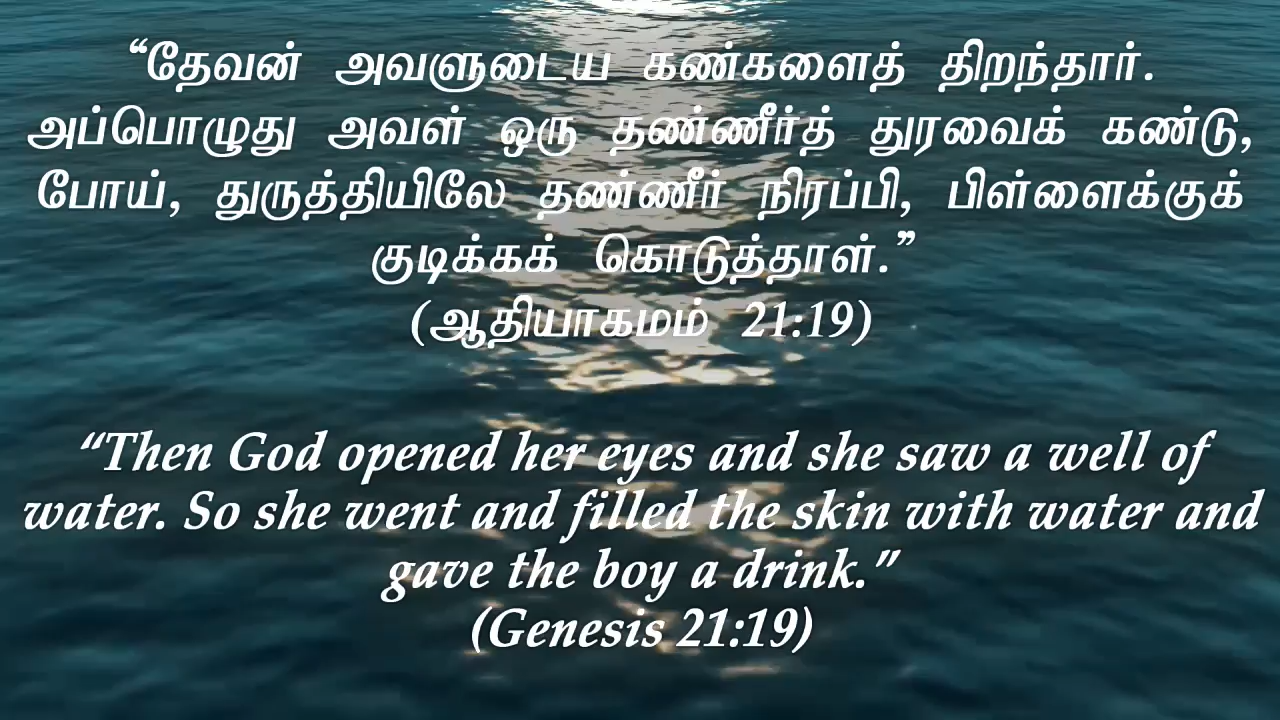 “தேவன் அவளுடைய கண்களைத் திறந்தார்.
அப்பொழுது அவள் ஒரு தண்ணீர்த் துரவைக் கண்டு,
போய், துருத்தியிலே தண்ணீர் நிரப்பி, பிள்ளைக்குக்
குடிக்கக் கொடுத்தாள்.”
(ஆதியாகமம் 21:19)
“Then God opened her eyes and she saw a well of
water. So she went and filled the skin with water and
gave the boy a drink.”
(Genesis 21:19)